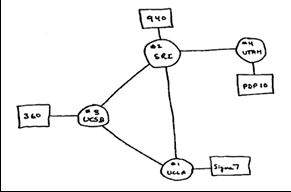 940
#2
SRI
#4
UTAH
PDP10
360
#3
UCSB
#1
UCLA
Sigma7